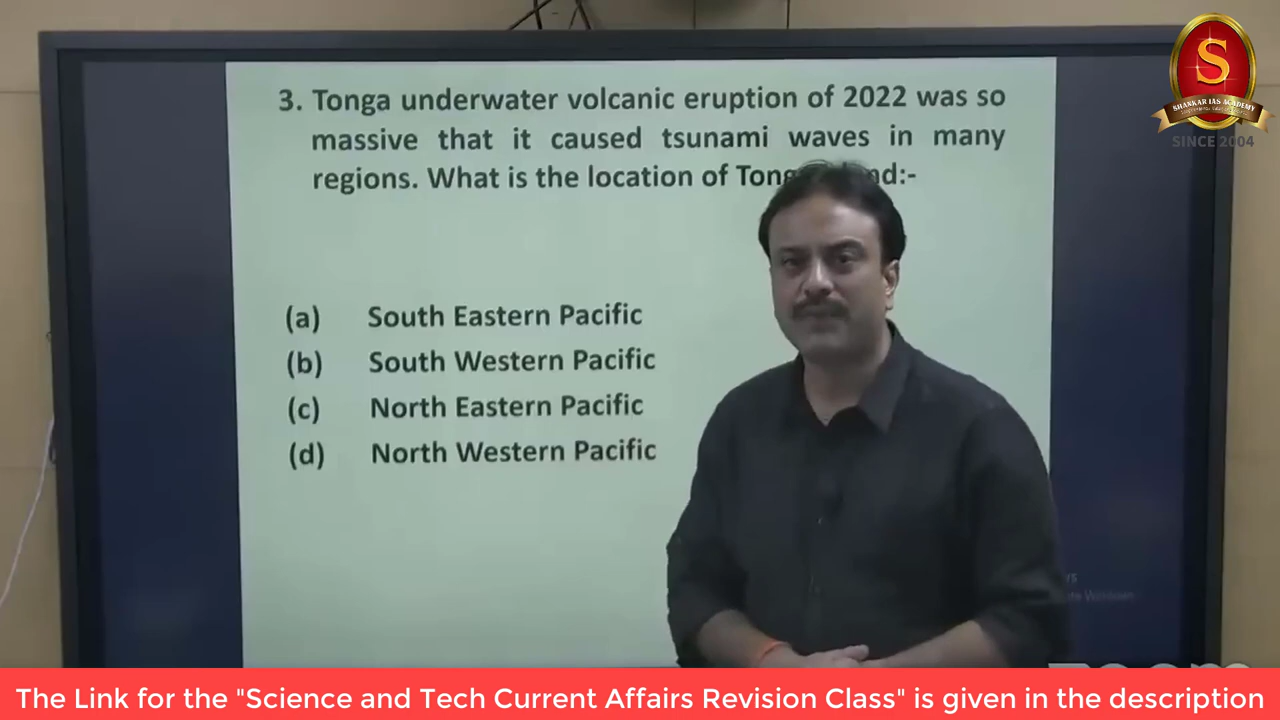 S
SHANKAR IAS ACADEMY
SINCE 2004
3. Tonga underwater volcanic eruption of 2022 was so
massive that it caused tsunami waves in many
regions. What is the location of
(a) South Eastern Pacific
(b) South Western Pacific
(c) North Eastern Pacific
(d) North Western Pacific
The Link for the "Science and Tech Current Affairs Revision Class" is given in the description